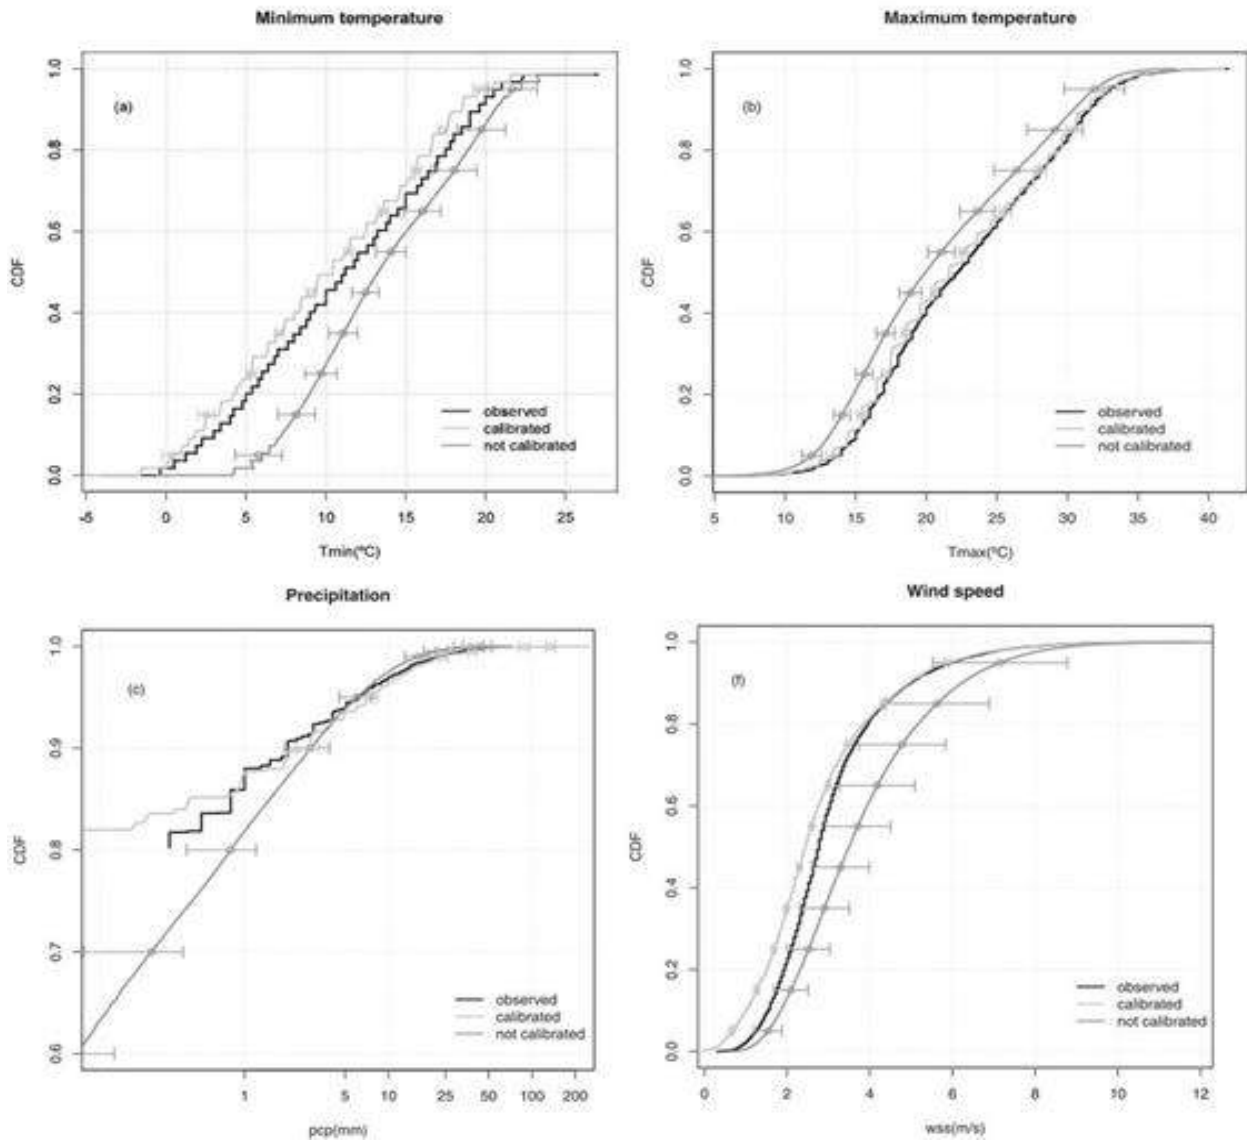 Minimum temperature
(a)
CDF
1.0
0.8
0.6
0.4
0.2
0.0
observed
calibrated
not calibrated
-5 0 5 10 15 20 25
Tmin(ºC)
Maximum temperature
(b)
CDF
1.0
0.8
0.6
0.4
0.2
0.0
observed
calibrated
not calibrated
5 10 15 20 25 30 35 40
Tmax(ºC)
Precipitation
(c)
CDF
1.0
0.9
0.8
0.7
0.6
observed
calibrated
not calibrated
1 5 10 25 50 100 200
pcp(mm)
Wind speed
(f)
CDF
1.0
0.8
0.6
0.4
0.2
0.0
observed
calibrated
not calibrated
0 2 4 6 8 10 12
wss(m/s)